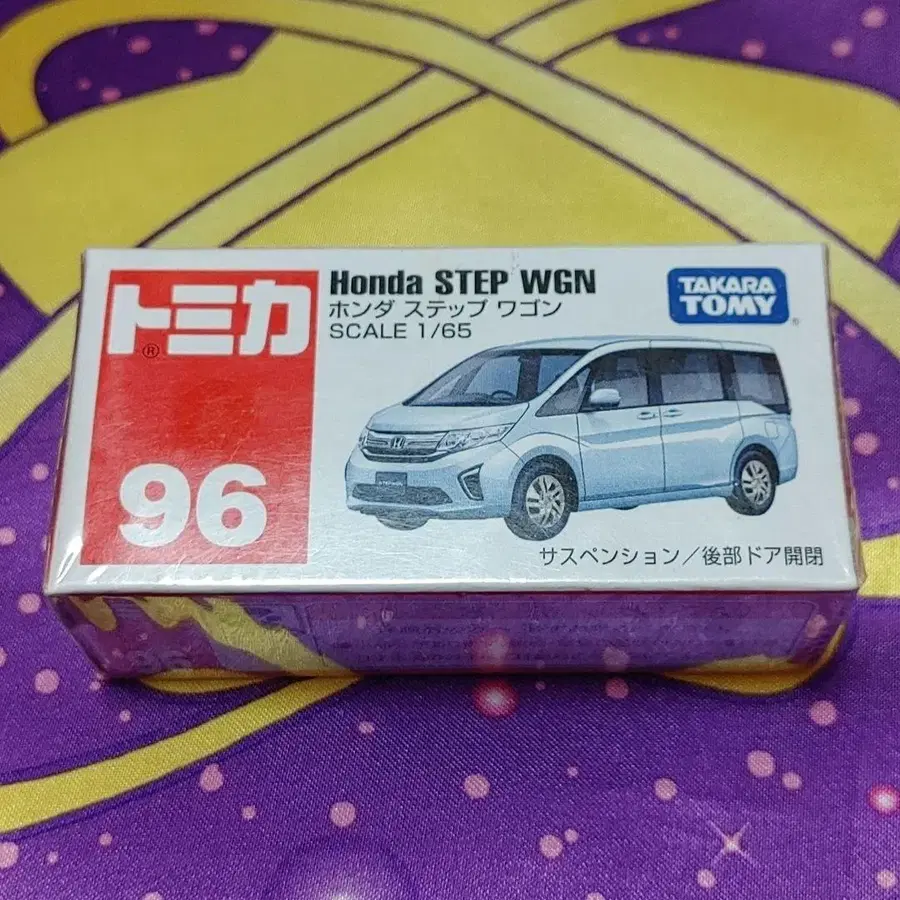 トミカ
®
96
Honda STEP WGN
ホンダ ステップ ワゴン
SCALE 1/65
TAKARA
TOMY
®
サスペンション／後部ドア開閉